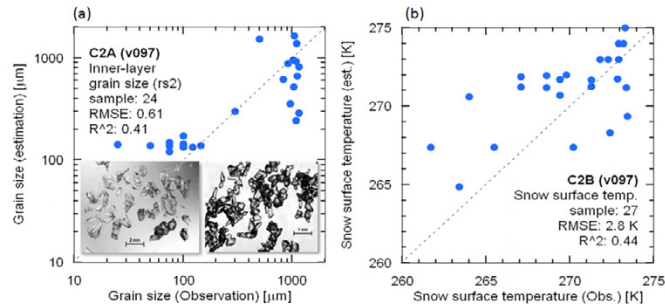 (a)
Grain size (estimation) [μm]
1000
100
10
C2A (v097)
Inner-layer
grain size (rs2)
sample: 24
RMSE: 0.61
R^2: 0.41
2 mm
1 mm
10
100
1000
Grain size (Observation) [μm]
(b)
Snow surface temperature (est.) [K]
275
270
265
260
C2B (v097)
Snow surface temp.
sample: 27
RMSE: 2.8 K
R^2: 0.44
260
265
270
275
Snow surface temperature (Obs.) [K]